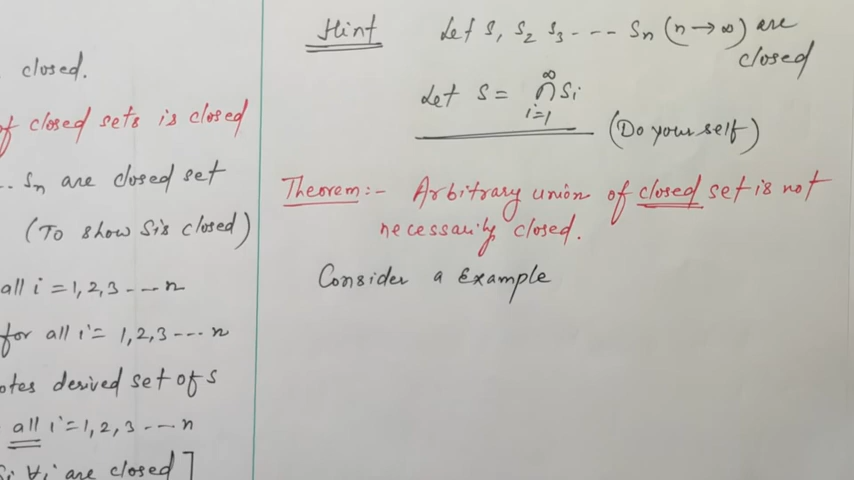 closed.
of closed sets is closed
.. Sn are closed set
(To show S is closed)
all i = 1, 2, 3 --- n
for all i = 1, 2, 3 --- n
otes derived set of S
all i = 1, 2, 3 --- n
Si ∀i are closed]
Hint Let S1 S2 S3 ---- Sn (n → ∞) are
closed
Let S = ∞∩i=1 Si
(Do yourself)
Theorem:- Arbitrary union of closed set is not
necessarily closed.
Consider a Example